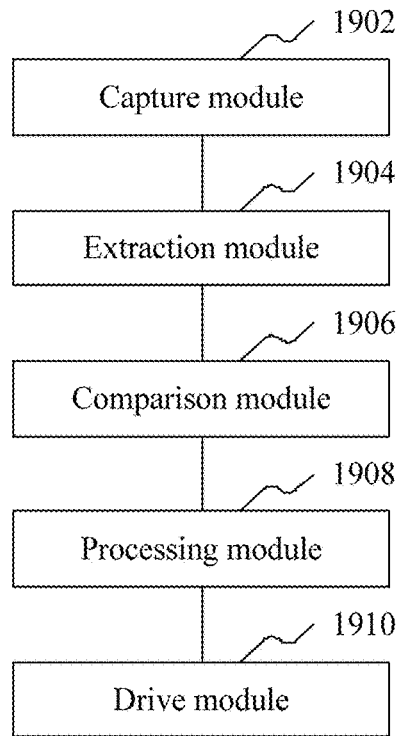 1902
Capture module
1904
Extraction module
1906
Comparison module
1908
Processing module
1910
Drive module